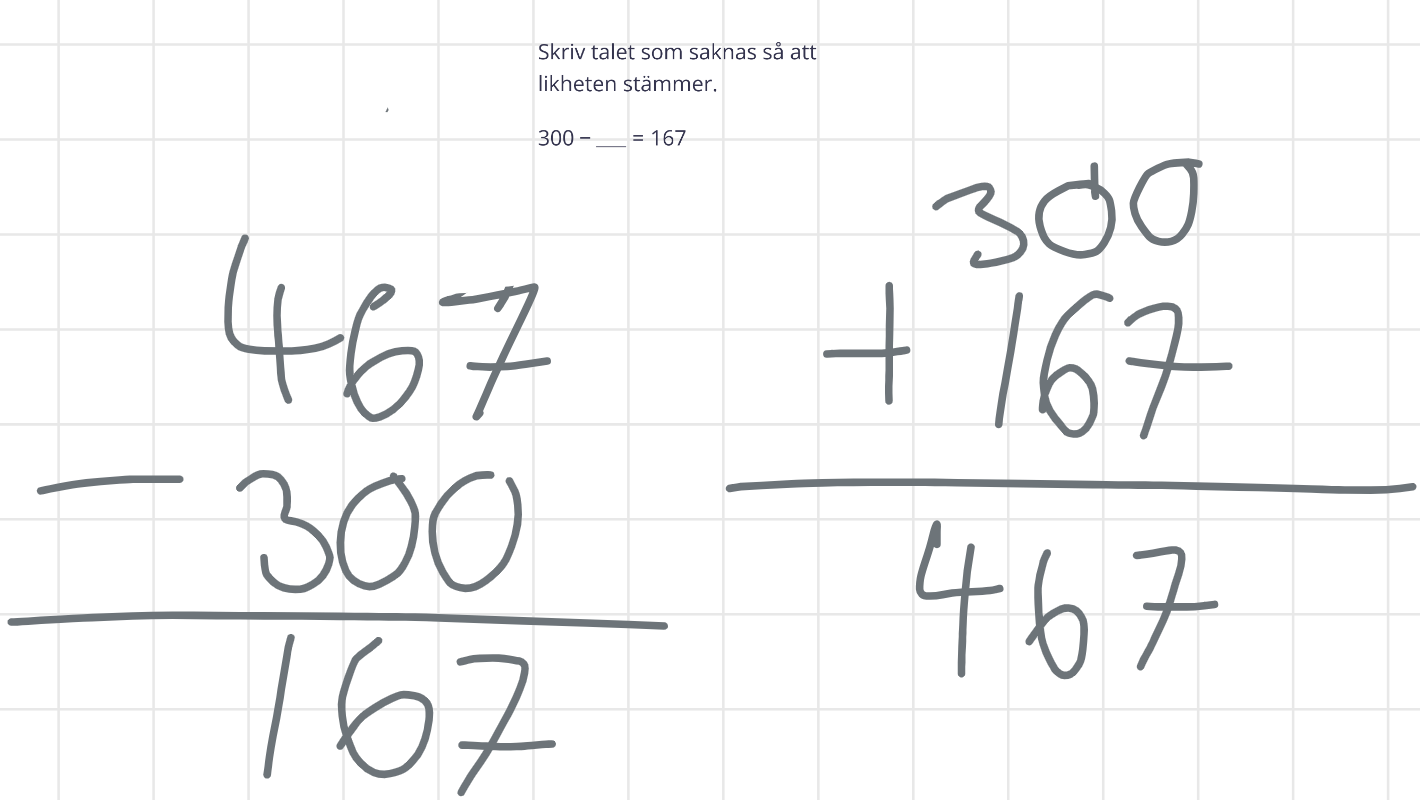 Skriv talet som saknas så att
likheten stämmer.
300 − ___ = 167
467
− 300
167
300
+ 167
467